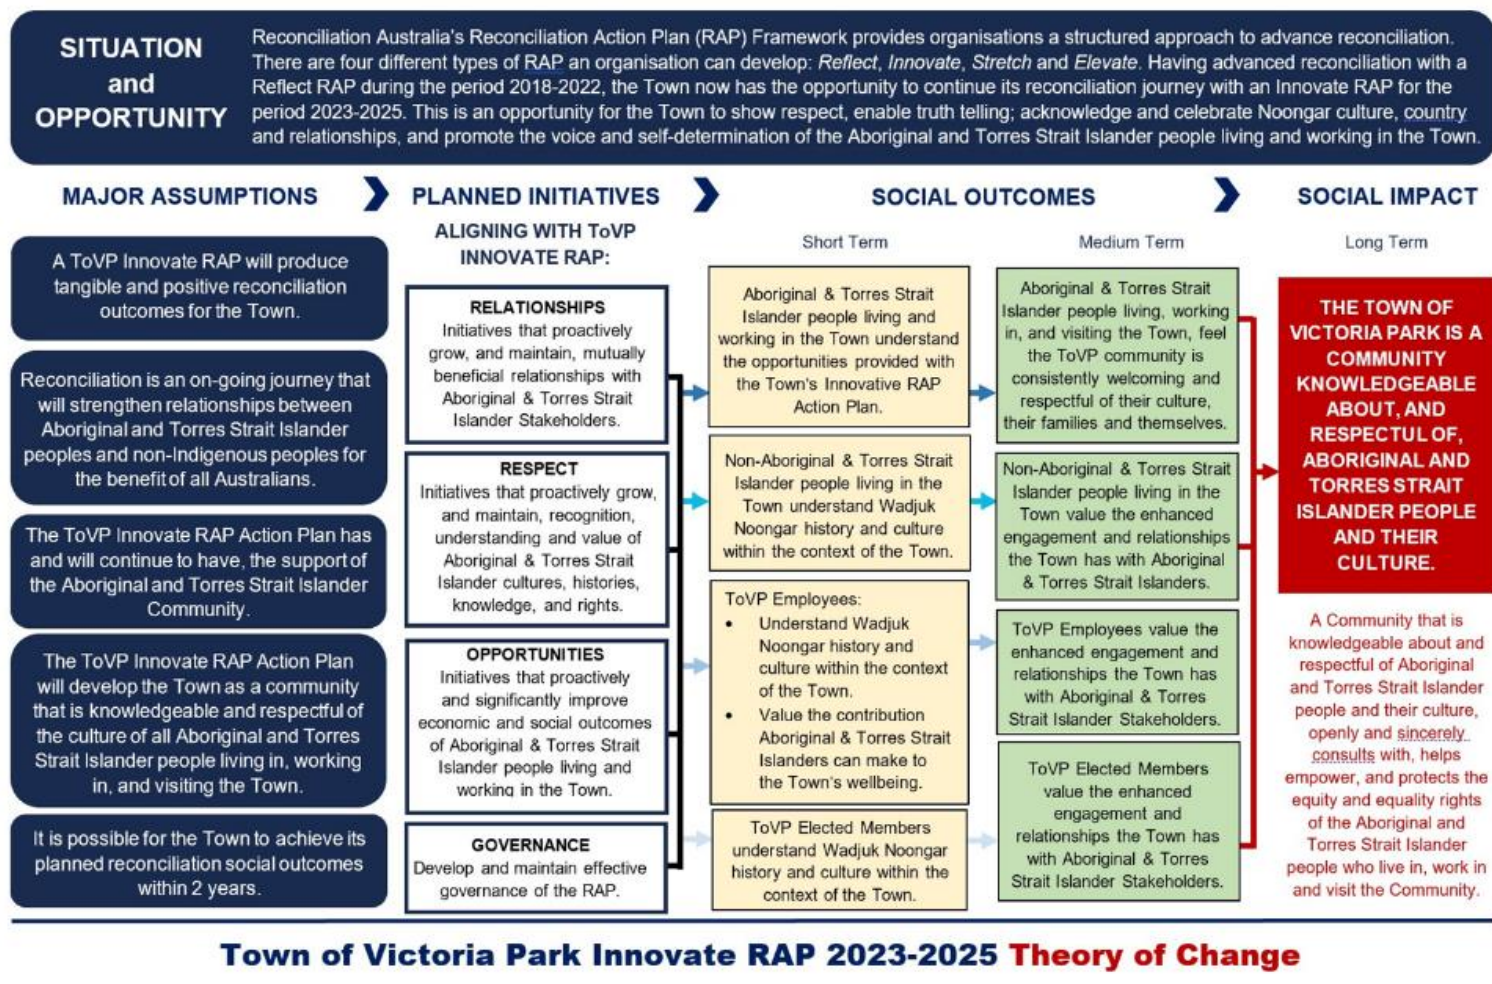 SITUATION
and
OPPORTUNITY
Reconciliation Australia's Reconciliation Action Plan (RAP) Framework provides organisations a structured approach to advance reconciliation.
There are four different types of RAP an organisation can develop: Reflect, Innovate, Stretch and Elevate. Having advanced reconciliation with a
Reflect RAP during the period 2018-2022, the Town now has the opportunity to continue its reconciliation journey with an Innovate RAP for the
period 2023-2025. This is an opportunity for the Town to show respect, enable truth telling; acknowledge and celebrate Noongar culture, country
and relationships, and promote the voice and self-determination of the Aboriginal and Torres Strait Islander people living and working in the Town.
MAJOR ASSUMPTIONS
A ToVP Innovate RAP will produce
tangible and positive reconciliation
outcomes for the Town.
Reconciliation is an on-going journey that
will strengthen relationships between
Aboriginal and Torres Strait Islander
peoples and non-Indigenous peoples for
the benefit of all Australians.
The ToVP Innovate RAP Action Plan has
and will continue to have, the support of
the Aboriginal and Torres Strait Islander
Community.
The ToVP Innovate RAP Action Plan
will develop the Town as a community
that is knowledgeable and respectful of
the culture of all Aboriginal and Torres
Strait Islander people living in, working
in, and visiting the Town.
It is possible for the Town to achieve its
planned reconciliation social outcomes
within 2 years.
PLANNED INITIATIVES
ALIGNING WITH ToVP
INNOVATE RAP:
RELATIONSHIPS
Initiatives that proactively
grow, and maintain, mutually
beneficial relationships with
Aboriginal & Torres Strait
Islander Stakeholders.
RESPECT
Initiatives that proactively grow,
and maintain, recognition,
understanding and value of
Aboriginal & Torres Strait
Islander cultures, histories,
knowledge, and rights.
OPPORTUNITIES
Initiatives that proactively
and significantly improve
economic and social outcomes
of Aboriginal & Torres Strait
Islander people living and
working in the Town.
GOVERNANCE
Develop and maintain effective
governance of the RAP.
SOCIAL OUTCOMES
Short Term
Aboriginal & Torres Strait
Islander people living and
working in the Town understand
the opportunities provided with
the Town's Innovative RAP
Action Plan.
Non-Aboriginal & Torres Strait
Islander people living in the
Town understand Wadjuk
Noongar history and culture
within the context of the Town.
ToVP Employees:
• Understand Wadjuk
Noongar history and
culture within the context
of the Town.
• Value the contribution
Aboriginal & Torres Strait
Islanders can make to
the Town's wellbeing.
ToVP Elected Members
understand Wadjuk Noongar
history and culture within the
context of the Town.
Medium Term
Aboriginal & Torres Strait
Islander people living, working
in, and visiting the Town, feel
the ToVP community is
consistently welcoming and
respectful of their culture,
their families and themselves.
Non-Aboriginal & Torres Strait
Islander people living in the
Town value the enhanced
engagement and relationships
the Town has with Aboriginal
& Torres Strait Islanders.
ToVP Employees value the
enhanced engagement and
relationships the Town has
with Aboriginal & Torres
Strait Islander Stakeholders.
ToVP Elected Members
value the enhanced
engagement and
relationships the Town has
with Aboriginal & Torres
Strait Islander Stakeholders.
SOCIAL IMPACT
Long Term
THE TOWN OF
VICTORIA PARK IS A
COMMUNITY
KNOWLEDGEABLE
ABOUT, AND
RESPECTUL OF,
ABORIGINAL AND
TORRES STRAIT
ISLANDER PEOPLE
AND THEIR
CULTURE.
A Community that is
knowledgeable about and
respectful of Aboriginal
and Torres Strait Islander
people and their culture,
openly and sincerely
consults with, helps
empower, and protects the
equity and equality rights
of the Aboriginal and
Torres Strait Islander
people who live in, work in
and visit the Community.
Town of Victoria Park Innovate RAP 2023-2025 Theory of Change